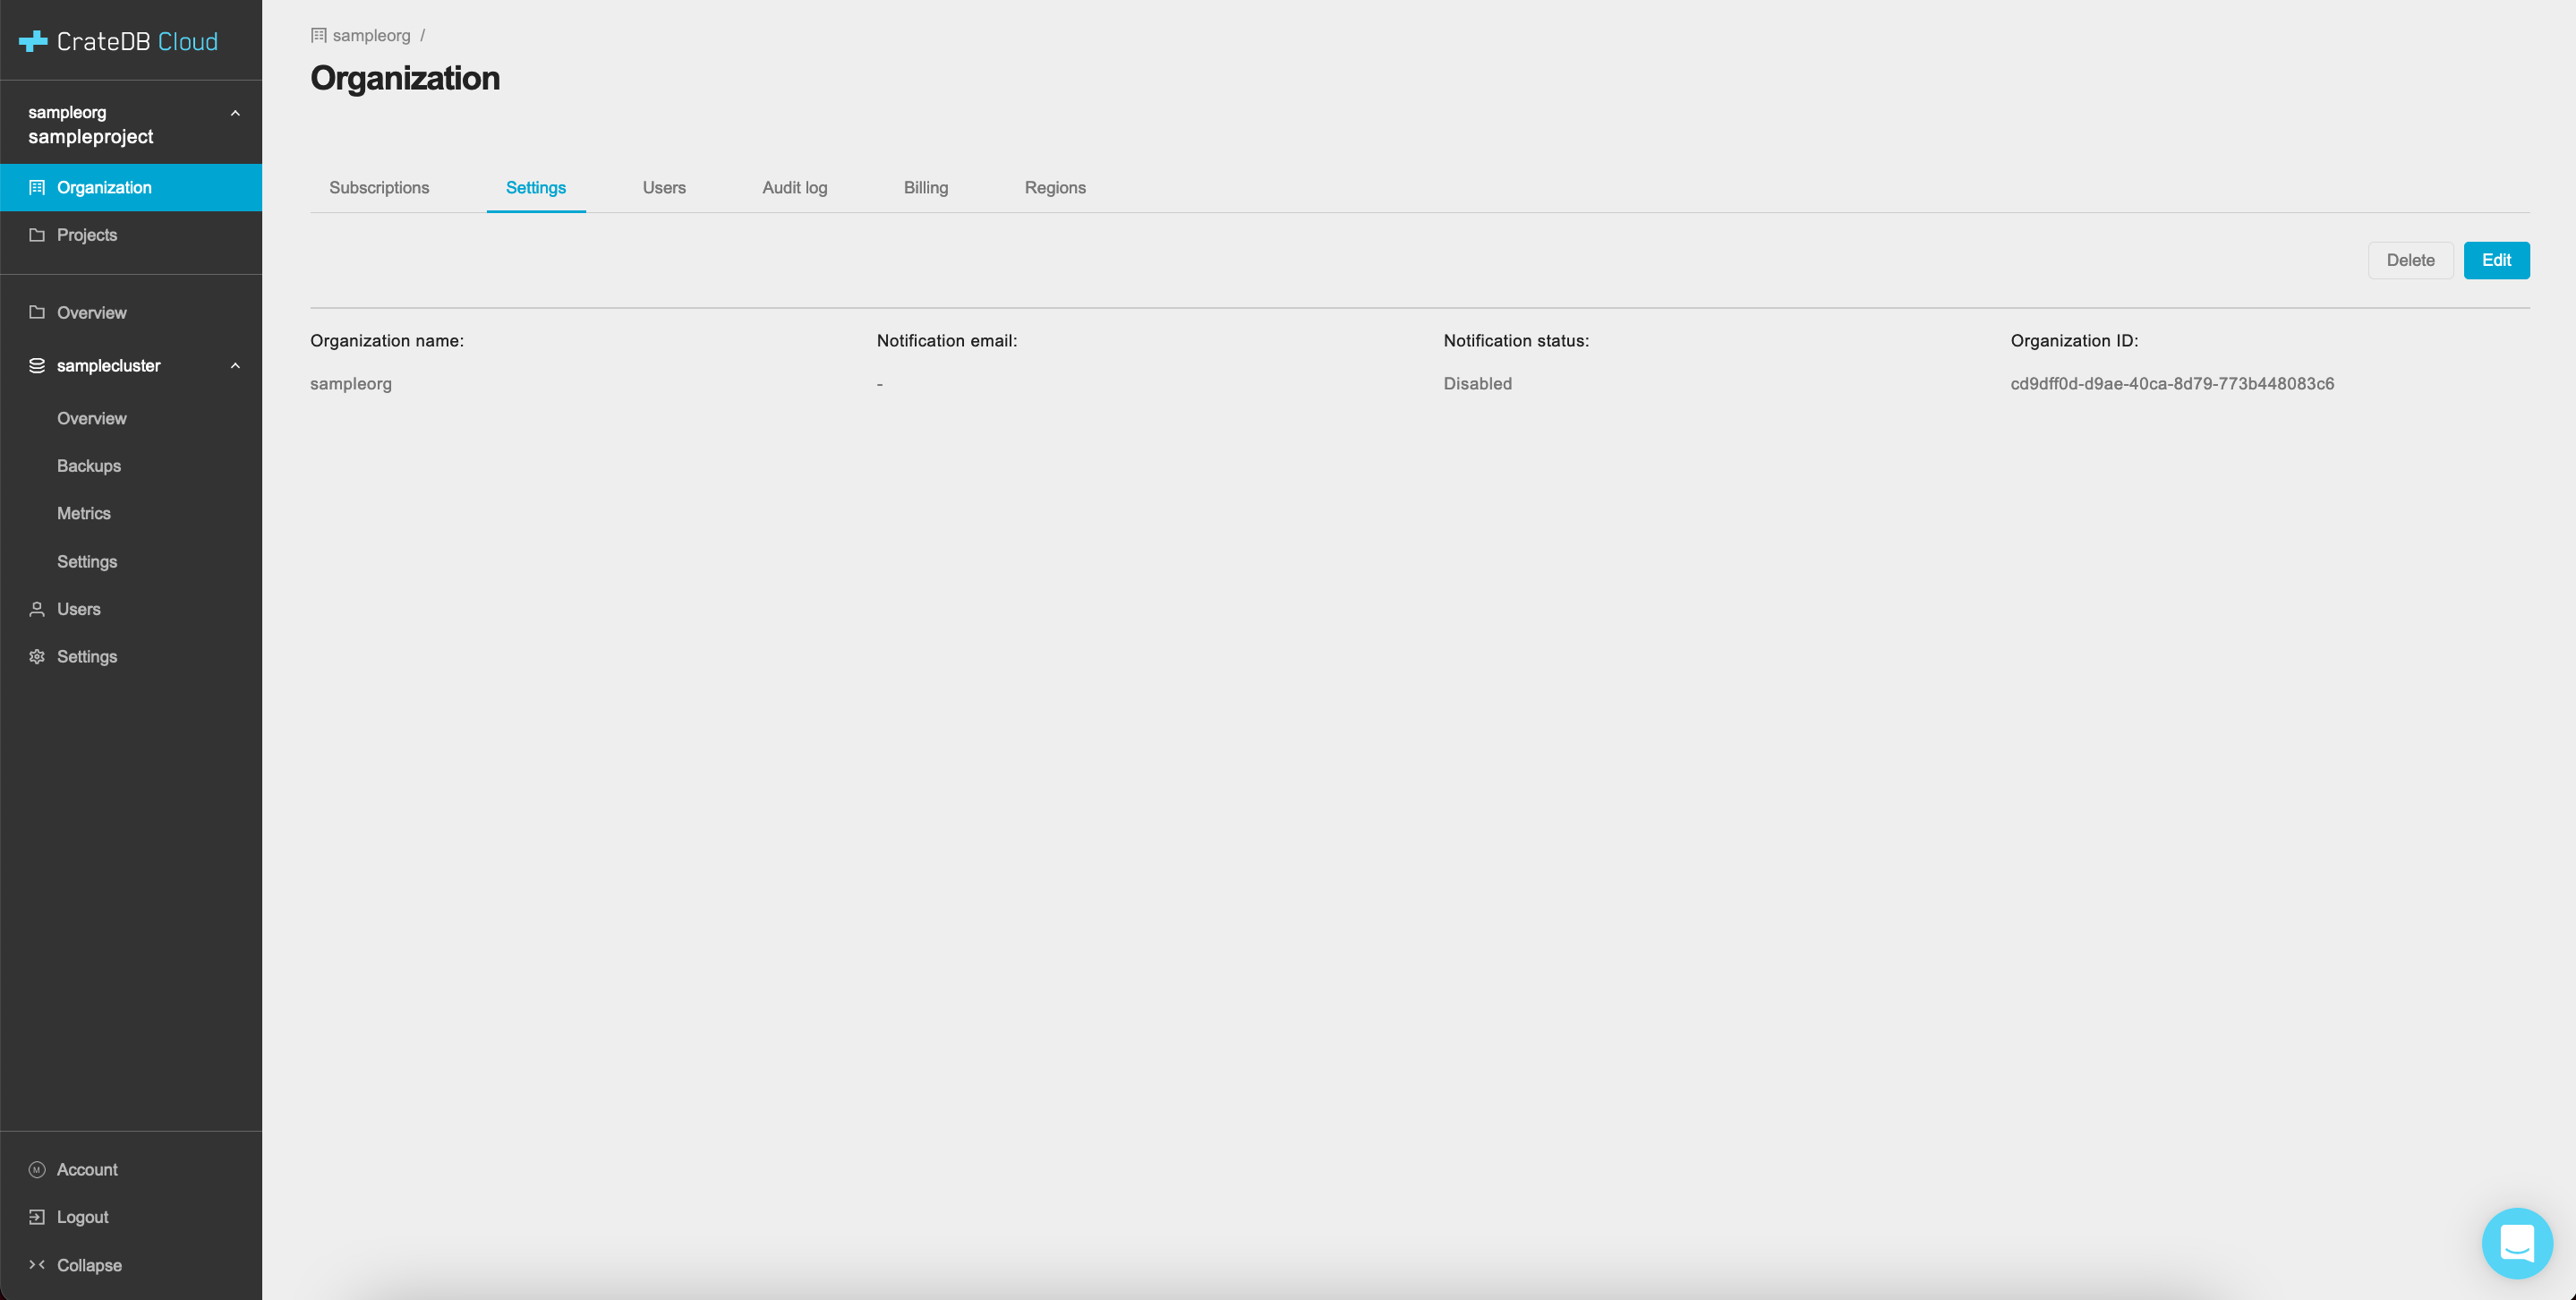 CrateDB Cloud
sampleorg
sampleproject
Organization
Projects
Overview
samplecluster
Overview
Backups
Metrics
Settings
Users
Settings
M Account
Logout
Collapse
sampleorg /
Organization
Subscriptions Settings Users Audit log Billing Regions
Delete Edit
Organization name: Notification email: Notification status: Organization ID:
sampleorg - Disabled cd9dff0d-d9ae-40ca-8d79-773b448083c6